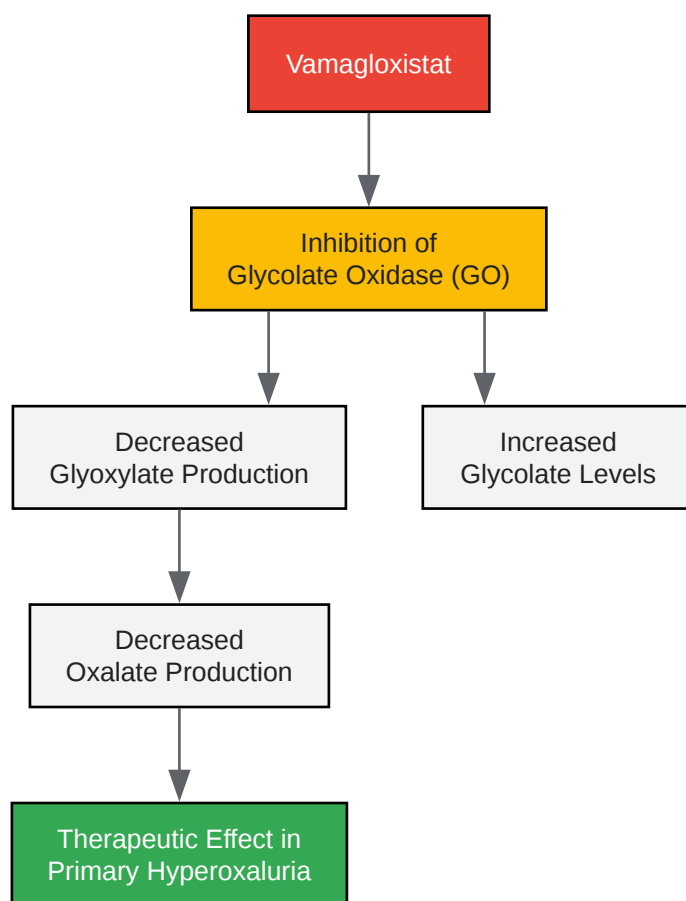 Vamagloxistat
Inhibition of
Glycolate Oxidase (GO)
Decreased
Glyoxylate Production
Increased
Glycolate Levels
Decreased
Oxalate Production
Therapeutic Effect in
Primary Hyperoxaluria